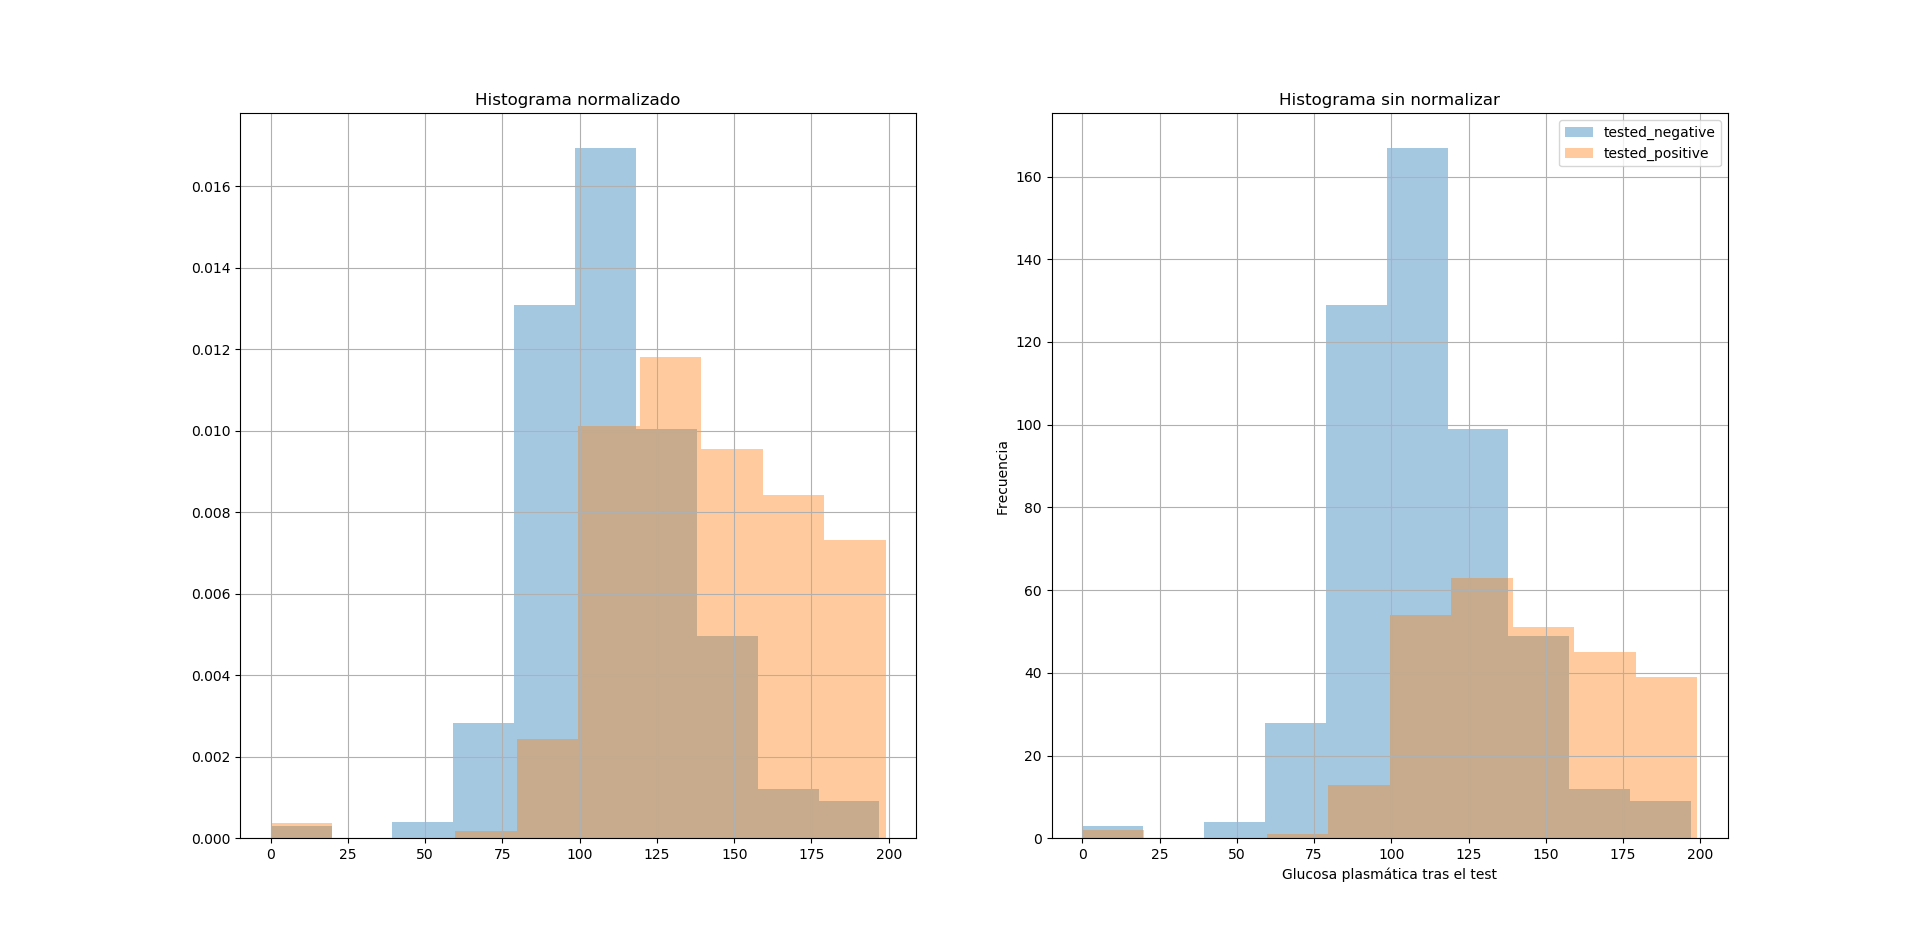 Histograma normalizado
0.016
0.014
0.012
0.010
0.008
0.006
0.004
0.002
0.000
0 25 50 75 100 125 150 175 200
Histograma sin normalizar
tested_negative
tested_positive
Frecuencia
160
140
120
100
80
60
40
20
0
0 25 50 75 100 125 150 175 200
Glucosa plasmática tras el test